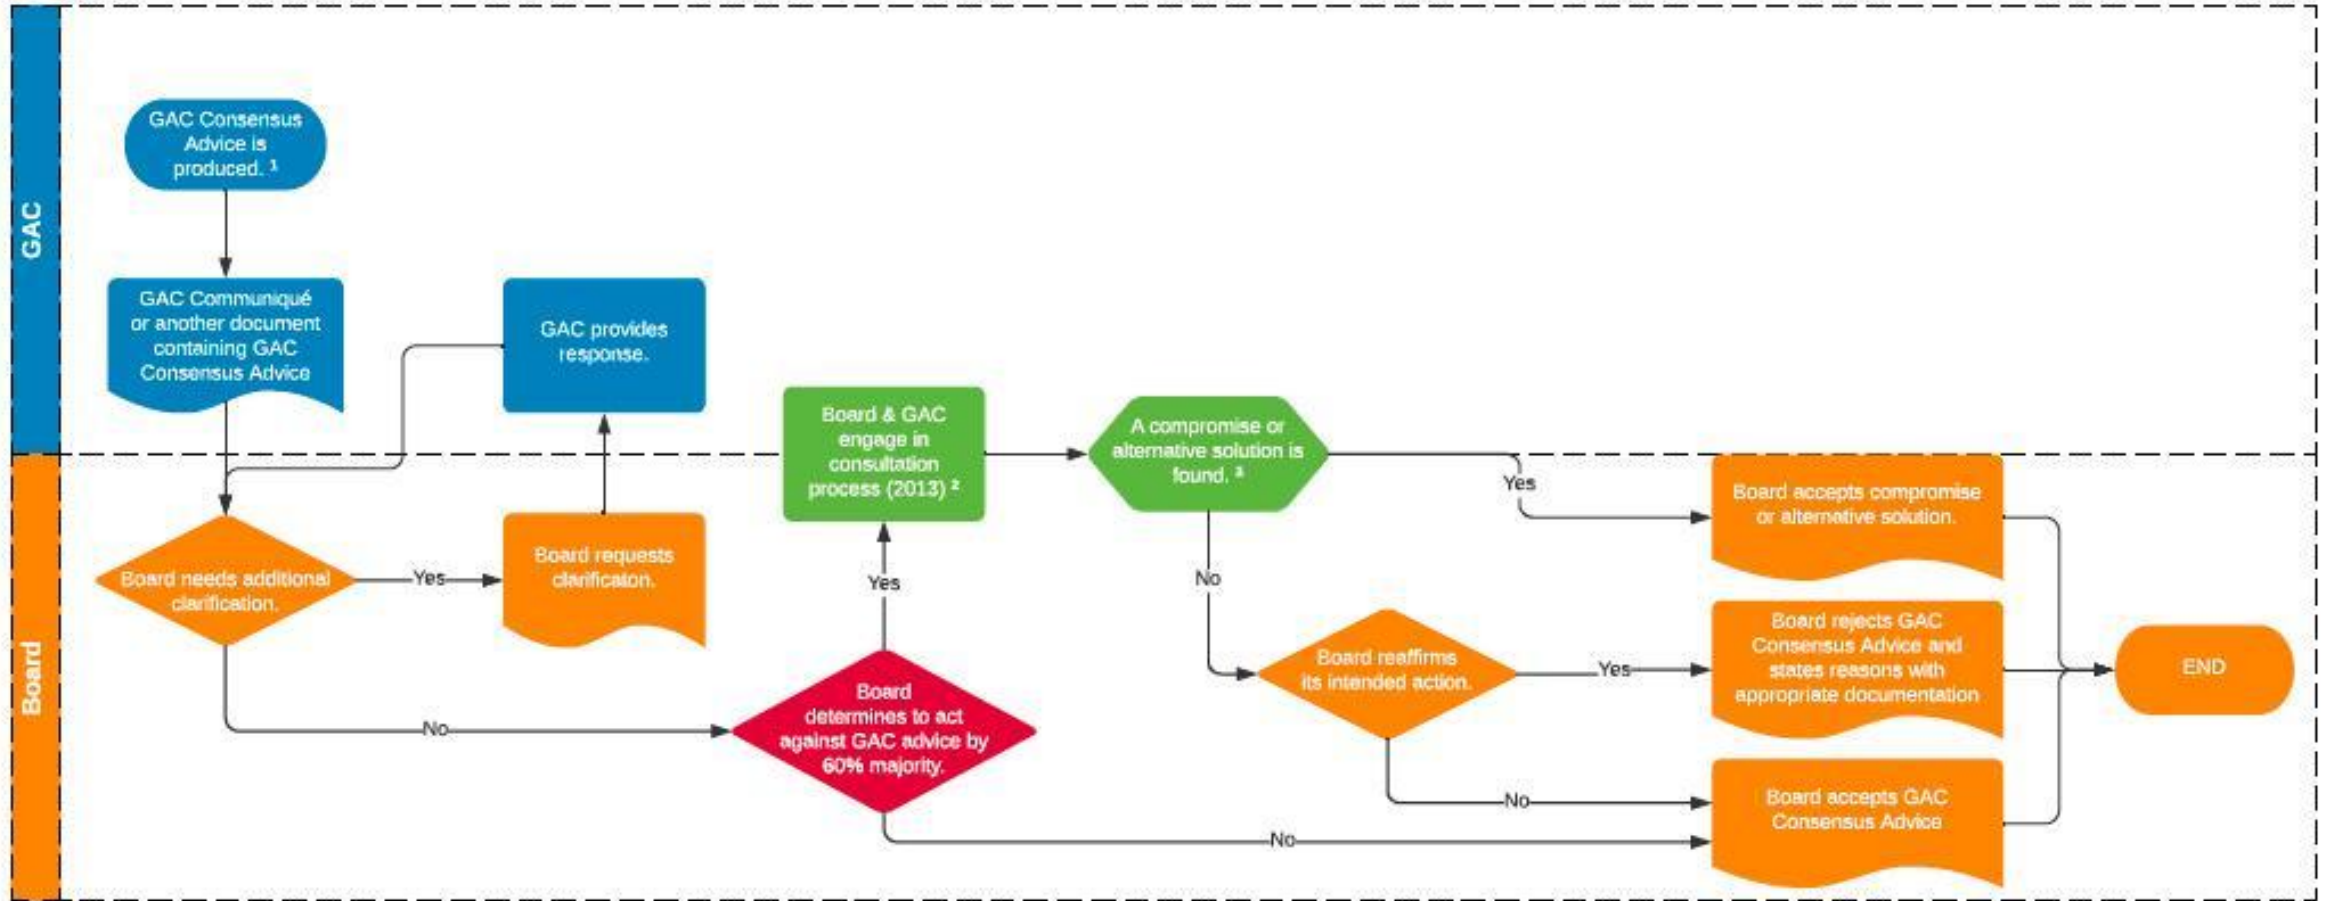 GAC
GAC Consensus
Advice is
produced. ¹
GAC Communiqué
or another document
containing GAC
Consensus Advice
GAC provides
response.
Board & GAC
engage in
consultation
process (2013) ²
A compromise or
alternative solution is
found. ³
Yes
Board accepts compromise
or alternative solution.
Board
Board needs additional
clarification.
Yes
Board requests
clarificaton.
Yes
No
Board reaffirms
its intended action.
Yes
Board rejects GAC
Consensus Advice and
states reasons with
appropriate documentation
END
No
Board
determines to act
against GAC advice by
60% majority.
No
Board accepts GAC
Consensus Advice
No